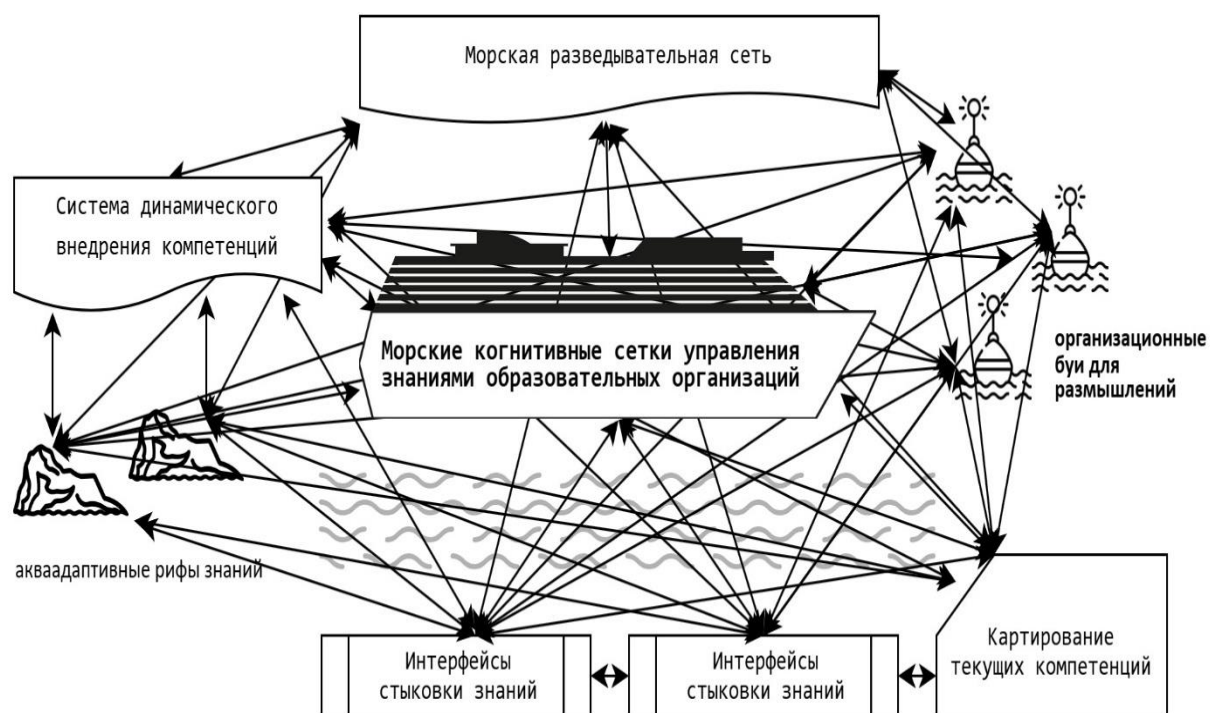 Морская разведывательная сеть
Система динамического
внедрения компетенций
Морские когнитивные сетки управления
знаниями образовательных организаций
организационные
буи для
размышлений
акваадаптивные рифы знаний
Интерфейсы
стыковки знаний
Интерфейсы
стыковки знаний
Картирование
текущих компетенций